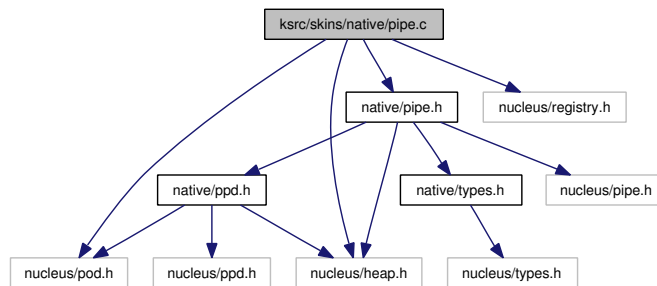 ksrc/skins/native/pipe.c
native/pipe.h
nucleus/registry.h
native/ppd.h
native/types.h
nucleus/pipe.h
nucleus/pod.h
nucleus/ppd.h
nucleus/heap.h
nucleus/types.h